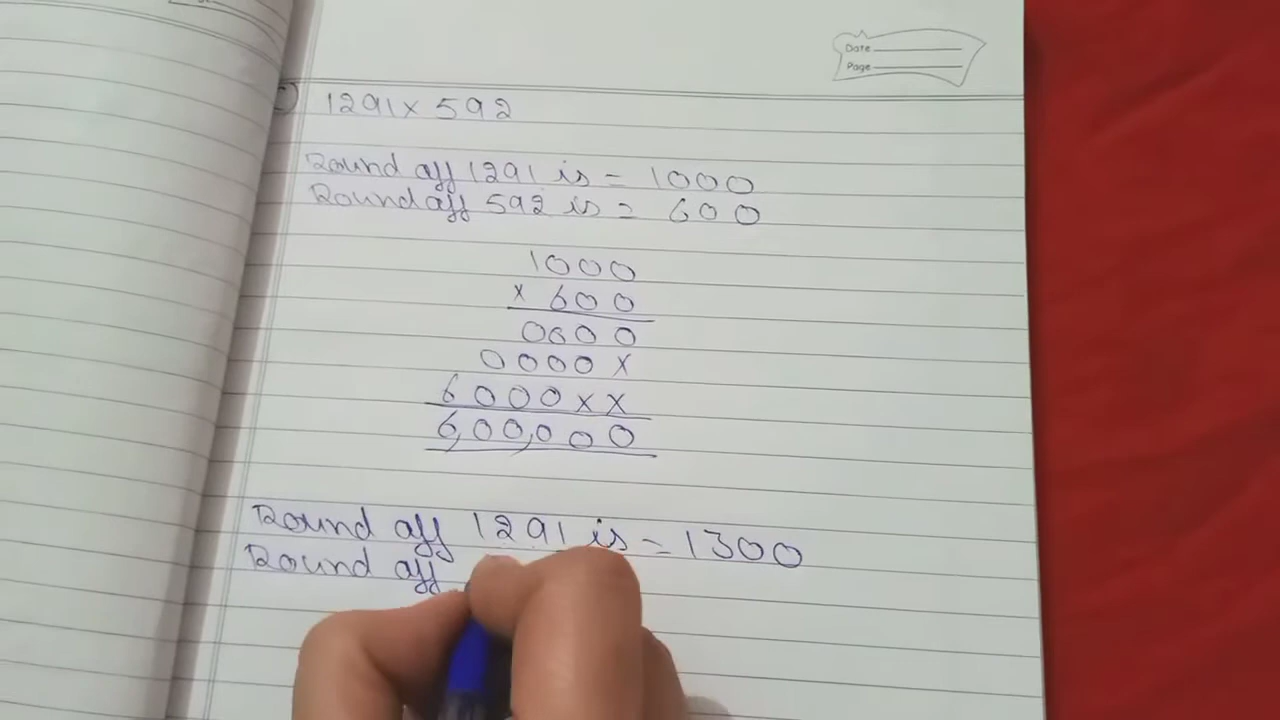 Date
Page
1291 x 592
Round off 1291 is = 1000
Round off 592 is = 600
1000
x 600
0000
0000 x
6000 x x
6,00,000
Round off 1291 is = 1300
Round off